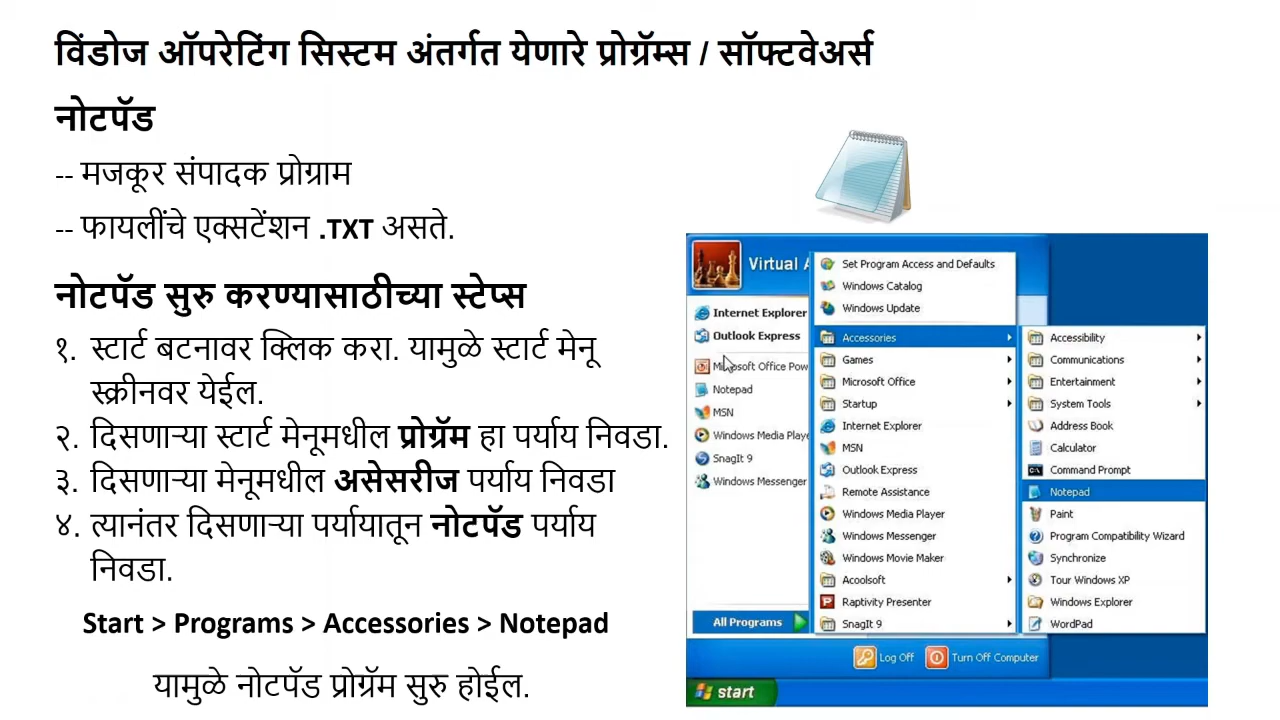 विंडोज ऑपरेटिंग सिस्टम अंतर्गत येणारे प्रोग्रॅम्स / सॉफ्टवेअर्स
नोटपॅड
-- मजकूर संपादक प्रोग्राम
-- फायलींचे एक्सटेंशन .TXT असते.
नोटपॅड सुरु करण्यासाठीच्या स्टेप्स
१. स्टार्ट बटनावर क्लिक करा. यामुळे स्टार्ट मेनू
स्क्रीनवर येईल.
२. दिसणाऱ्या स्टार्ट मेनूमधील प्रोग्रॅम हा पर्याय निवडा.
३. दिसणाऱ्या मेनूमधील असेसरीज पर्याय निवडा
४. त्यानंतर दिसणाऱ्या पर्यायातून नोटपॅड पर्याय
निवडा.
Start > Programs > Accessories > Notepad
यामुळे नोटपॅड प्रोग्रॅम सुरु होईल.
Virtual A
Internet Explorer
Outlook Express
Microsoft Office Pow
Notepad
MSN
Windows Media Playe
SnagIt 9
Windows Messenger
All Programs
Set Program Access and Defaults
Windows Catalog
Windows Update
Accessories
Games
Microsoft Office
Startup
Internet Explorer
MSN
Outlook Express
Remote Assistance
Windows Media Player
Windows Messenger
Windows Movie Maker
Acoolsoft
Raptivity Presenter
SnagIt 9
Accessibility
Communications
Entertainment
System Tools
Address Book
Calculator
Command Prompt
Notepad
Paint
Program Compatibility Wizard
Synchronize
Tour Windows XP
Windows Explorer
WordPad
Log Off
Turn Off Computer
start